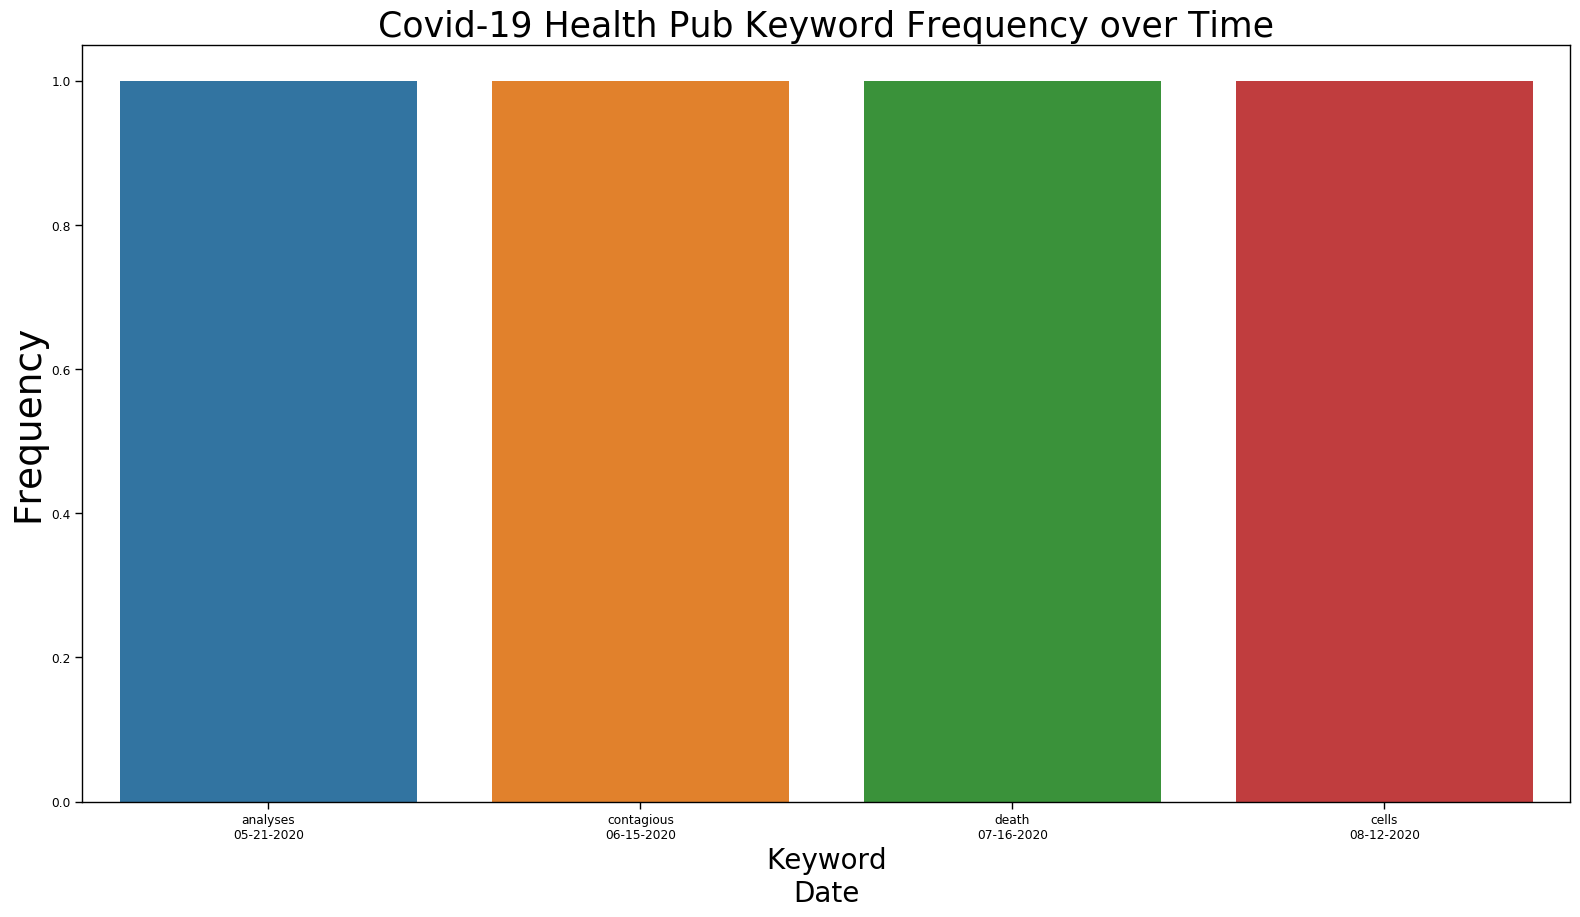 Covid-19 Health Pub Keyword Frequency over Time
Frequency
1.0
0.8
0.6
0.4
0.2
0.0
analyses
05-21-2020
contagious
06-15-2020
death
07-16-2020
cells
08-12-2020
Keyword
Date